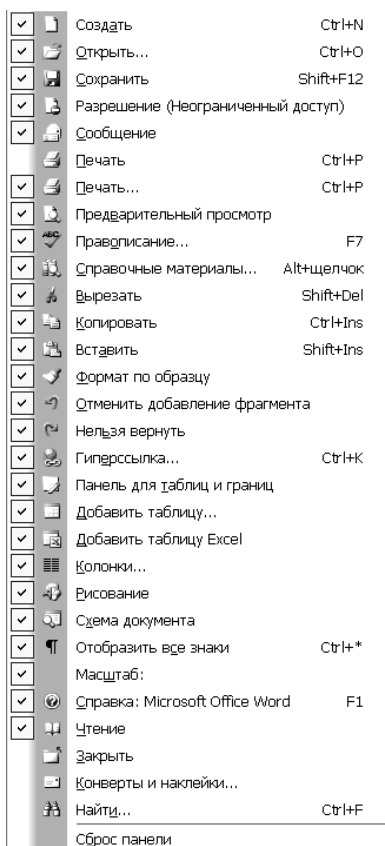 Создать Ctrl+N
Открыть... Ctrl+O
Сохранить Shift+F12
Разрешение (Неограниченный доступ)
Сообщение
Печать Ctrl+P
Печать... Ctrl+P
Предварительный просмотр
ABC Правописание... F7
Справочные материалы... Alt+щелчок
Вырезать Shift+Del
Копировать Ctrl+Ins
Вставить Shift+Ins
Формат по образцу
Отменить добавление фрагмента
Нельзя вернуть
Гиперссылка... Ctrl+K
Панель для таблиц и границ
Добавить таблицу...
Добавить таблицу Excel
Колонки...
Рисование
Схема документа
¶ Отобразить все знаки Ctrl+*
Масштаб:
Справка: Microsoft Office Word F1
Чтение
Закрыть
Конверты и наклейки...
Найти... Ctrl+F
Сброс панели